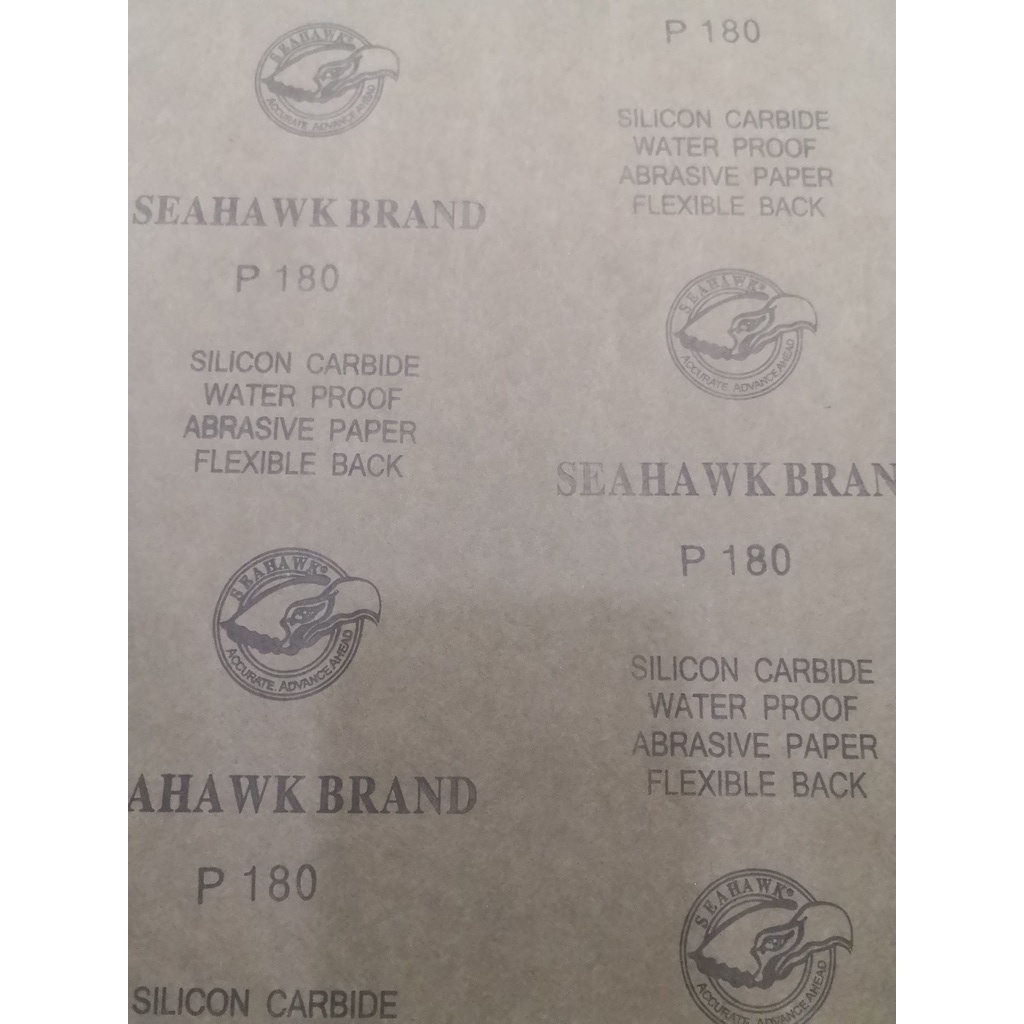 SEAHAWK®
ACCURATE ADVANCE AHEAD
SEAHAWK BRAND
P 180
SILICON CARBIDE
WATER PROOF
ABRASIVE PAPER
FLEXIBLE BACK
SEAHAWK®
ACCURATE ADVANCE AHEAD
AHAWK BRAND
P 180
SILICON CARBIDE
P 180
SILICON CARBIDE
WATER PROOF
ABRASIVE PAPER
FLEXIBLE BACK
SEAHAWK®
ACCURATE ADVANCE AHEAD
SEAHAWK BRAN
P 180
SILICON CARBIDE
WATER PROOF
ABRASIVE PAPER
FLEXIBLE BACK
SEAHAWK®
ACCURATE ADVANCE AHEAD